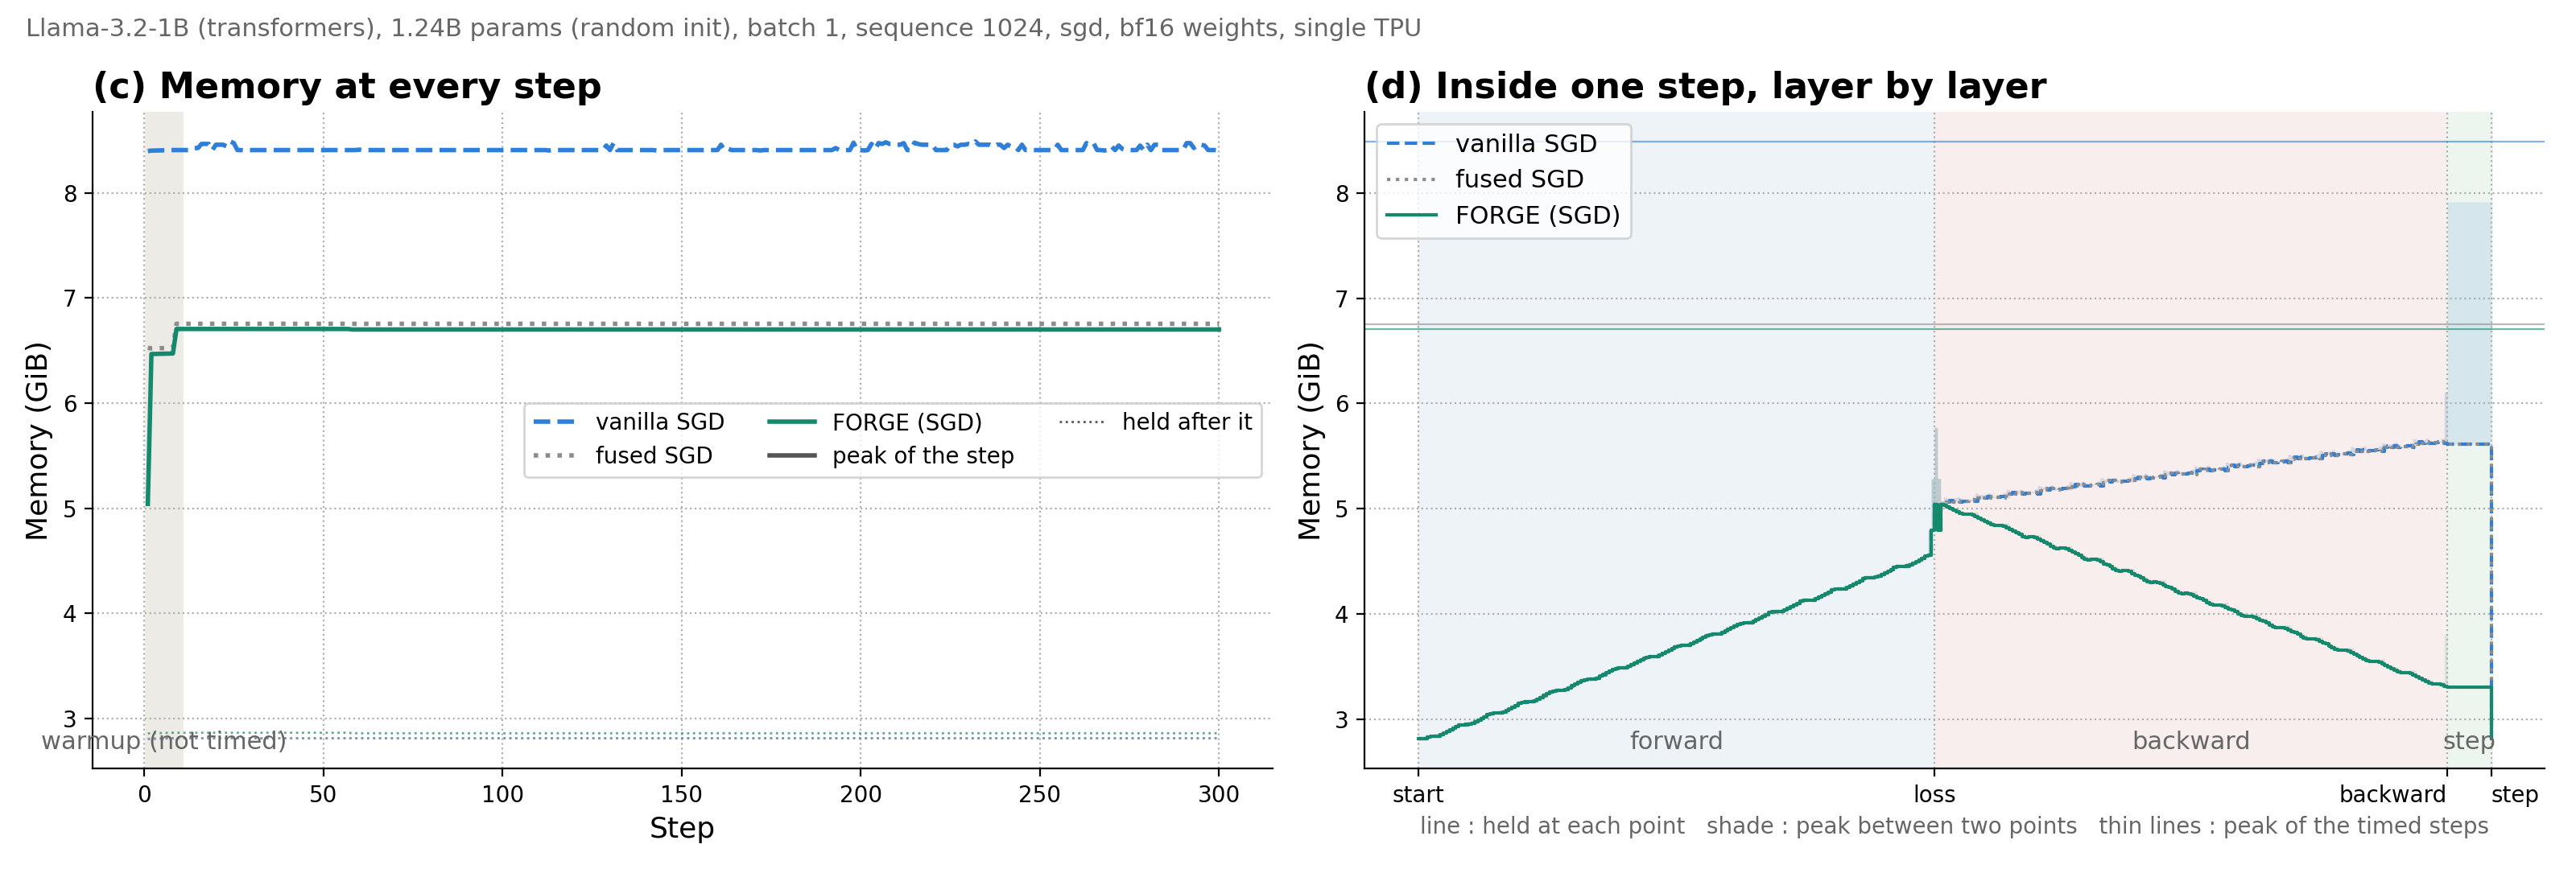 Llama-3.2-1B (transformers), 1.24B params (random init), batch 1, sequence 1024, sgd, bf16 weights, single TPU
(c) Memory at every step
Memory (GiB)
8
7
6
5
4
3
vanilla SGD
fused SGD
FORGE (SGD)
peak of the step
held after it
warmup (not timed)
0 50 100 150 200 250 300
Step
(d) Inside one step, layer by layer
Memory (GiB)
8
7
6
5
4
3
vanilla SGD
fused SGD
FORGE (SGD)
forward backward step
start loss backward step
line : held at each point shade : peak between two points thin lines : peak of the timed steps